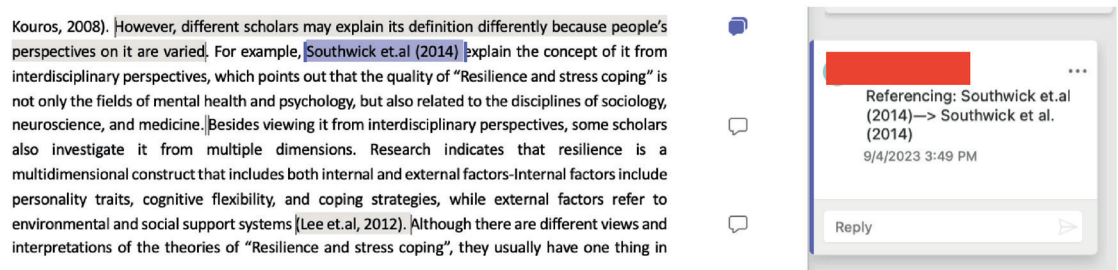 Kouros, 2008). However, different scholars may explain its definition differently because people's
perspectives on it are varied. For example, Southwick et.al (2014) explain the concept of it from
interdisciplinary perspectives, which points out that the quality of “Resilience and stress coping” is
not only the fields of mental health and psychology, but also related to the disciplines of sociology,
neuroscience, and medicine. Besides viewing it from interdisciplinary perspectives, some scholars
also investigate it from multiple dimensions. Research indicates that resilience is a
multidimensional construct that includes both internal and external factors-Internal factors include
personality traits, cognitive flexibility, and coping strategies, while external factors refer to
environmental and social support systems (Lee et.al, 2012). Although there are different views and
interpretations of the theories of “Resilience and stress coping”, they usually have one thing in
Referencing: Southwick et.al
(2014)—> Southwick et al.
(2014)
9/4/2023 3:49 PM
Reply